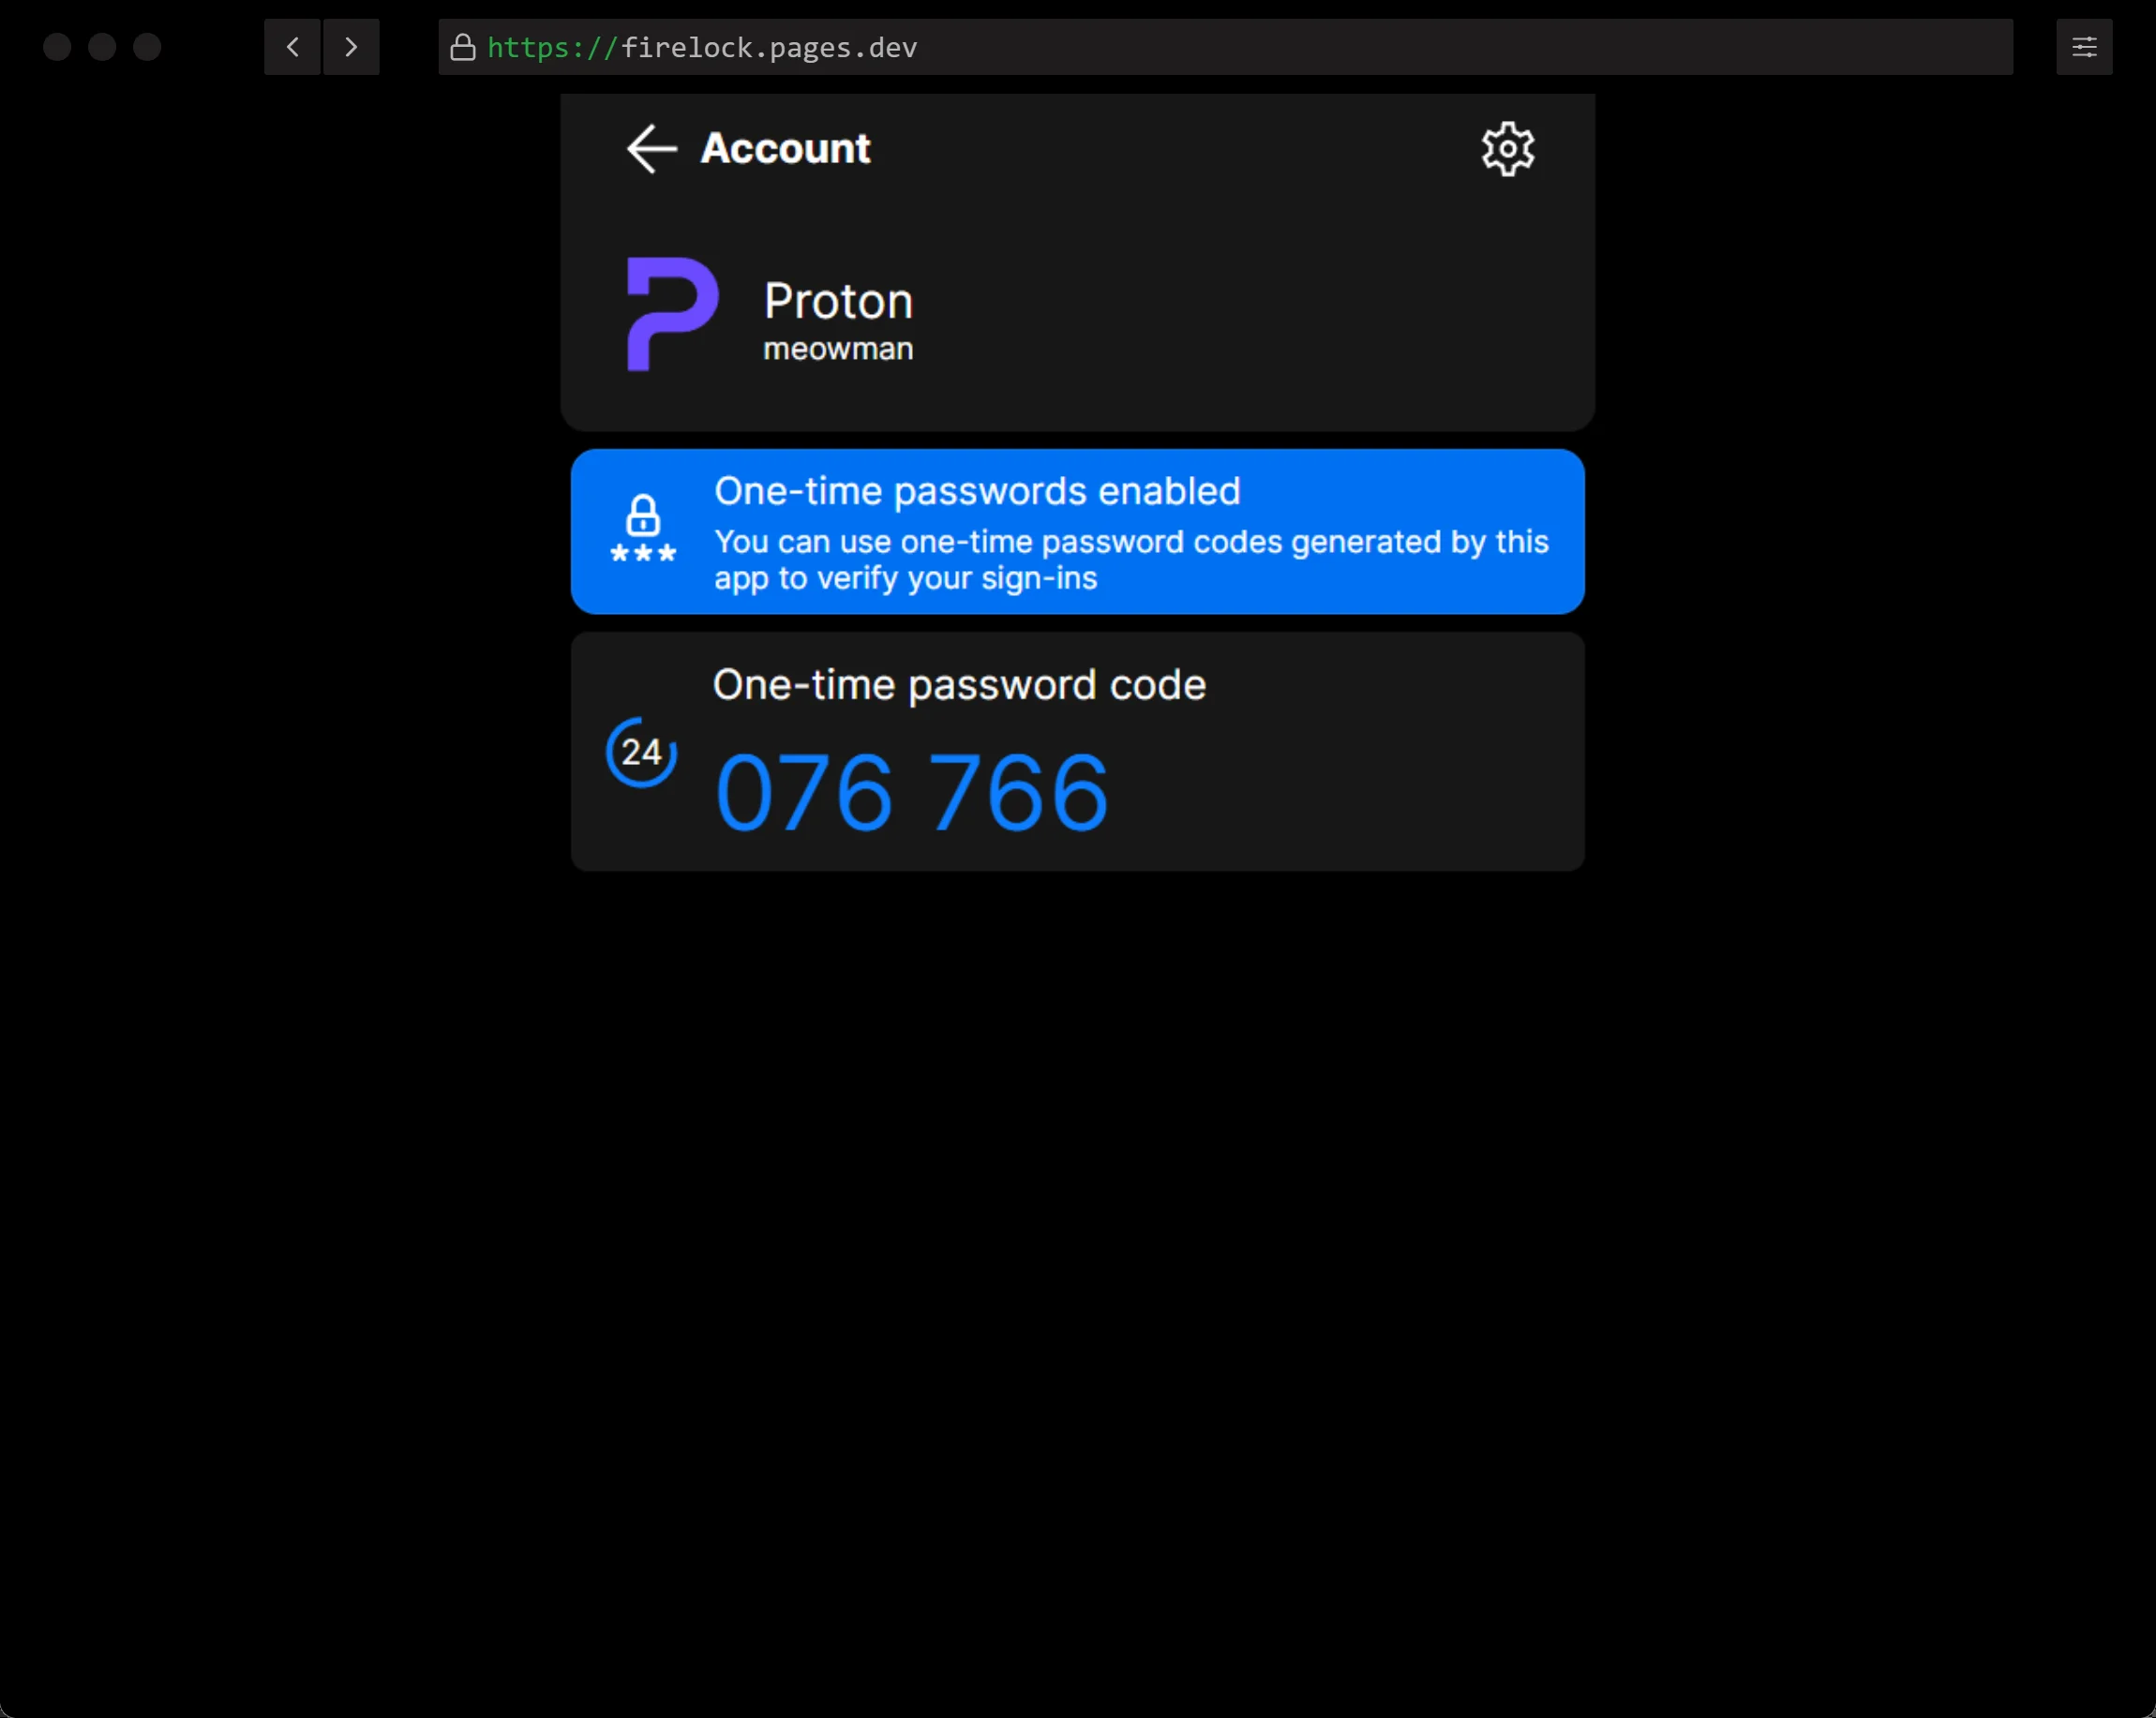 https://firelock.pages.dev
Account
Proton
meowman
One-time passwords enabled
You can use one-time password codes generated by this
app to verify your sign-ins
***
One-time password code
24
076 766